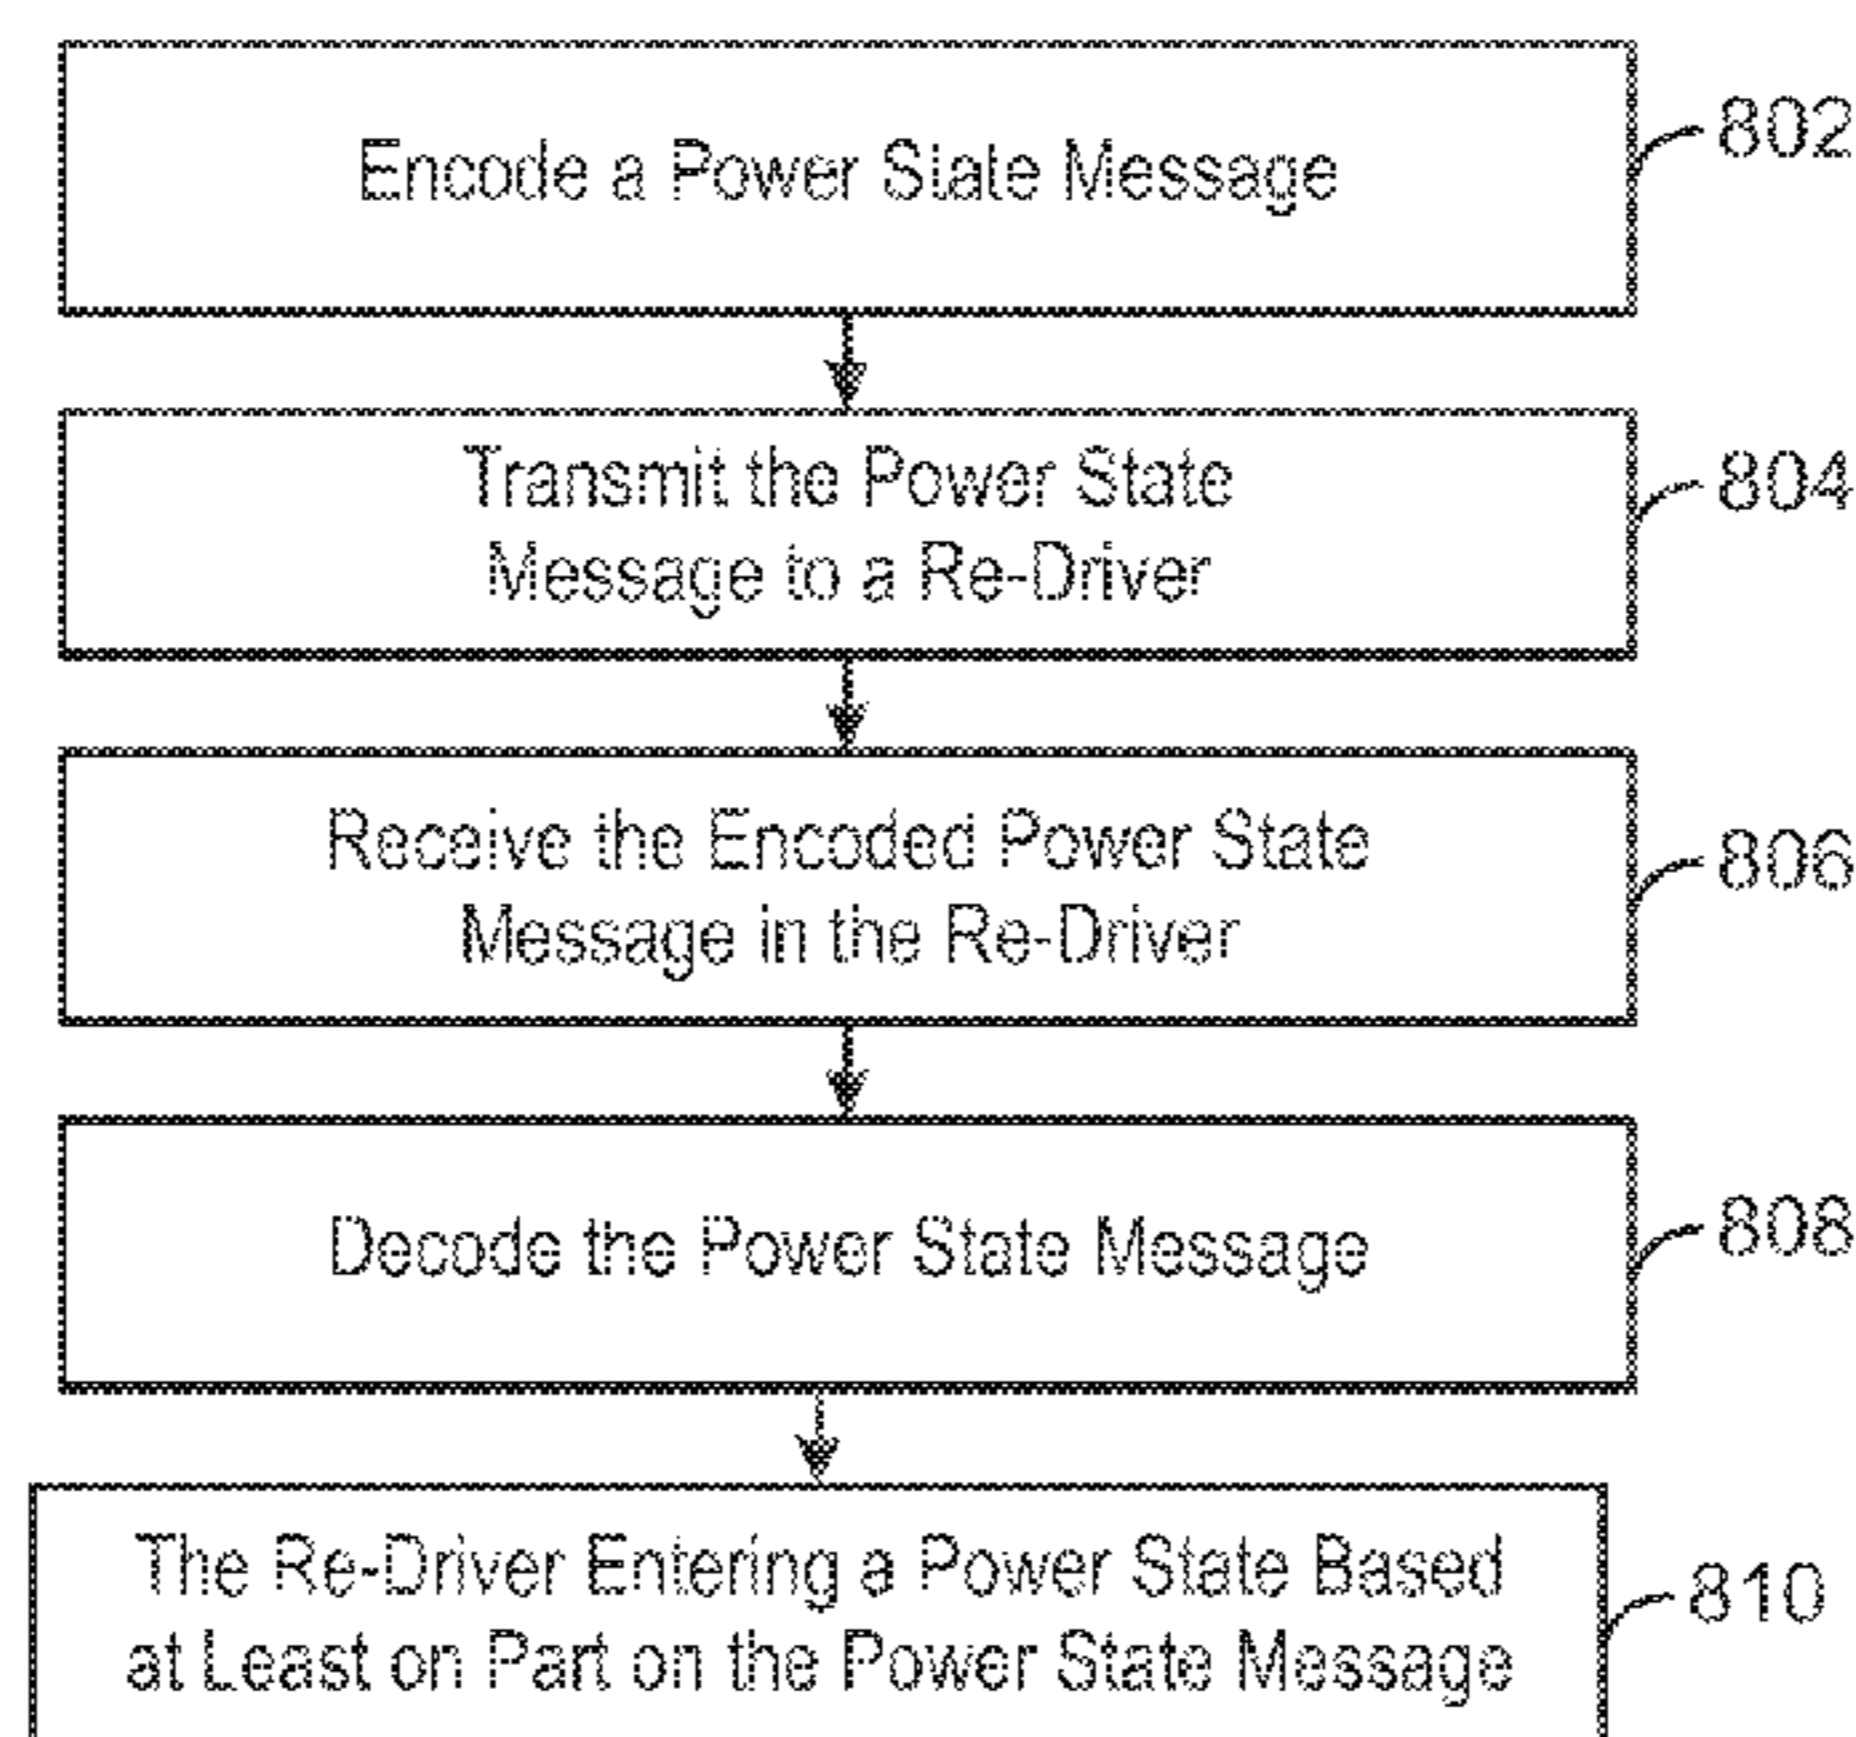 Encode a Power State Message
802
Transmit the Power State
Message to a Re-Driver
804
Receive the Encoded Power State
Message in the Re-Driver
806
Decode the Power State Message
808
The Re-Driver Entering a Power State Based
at Least on Part on the Power State Message
810